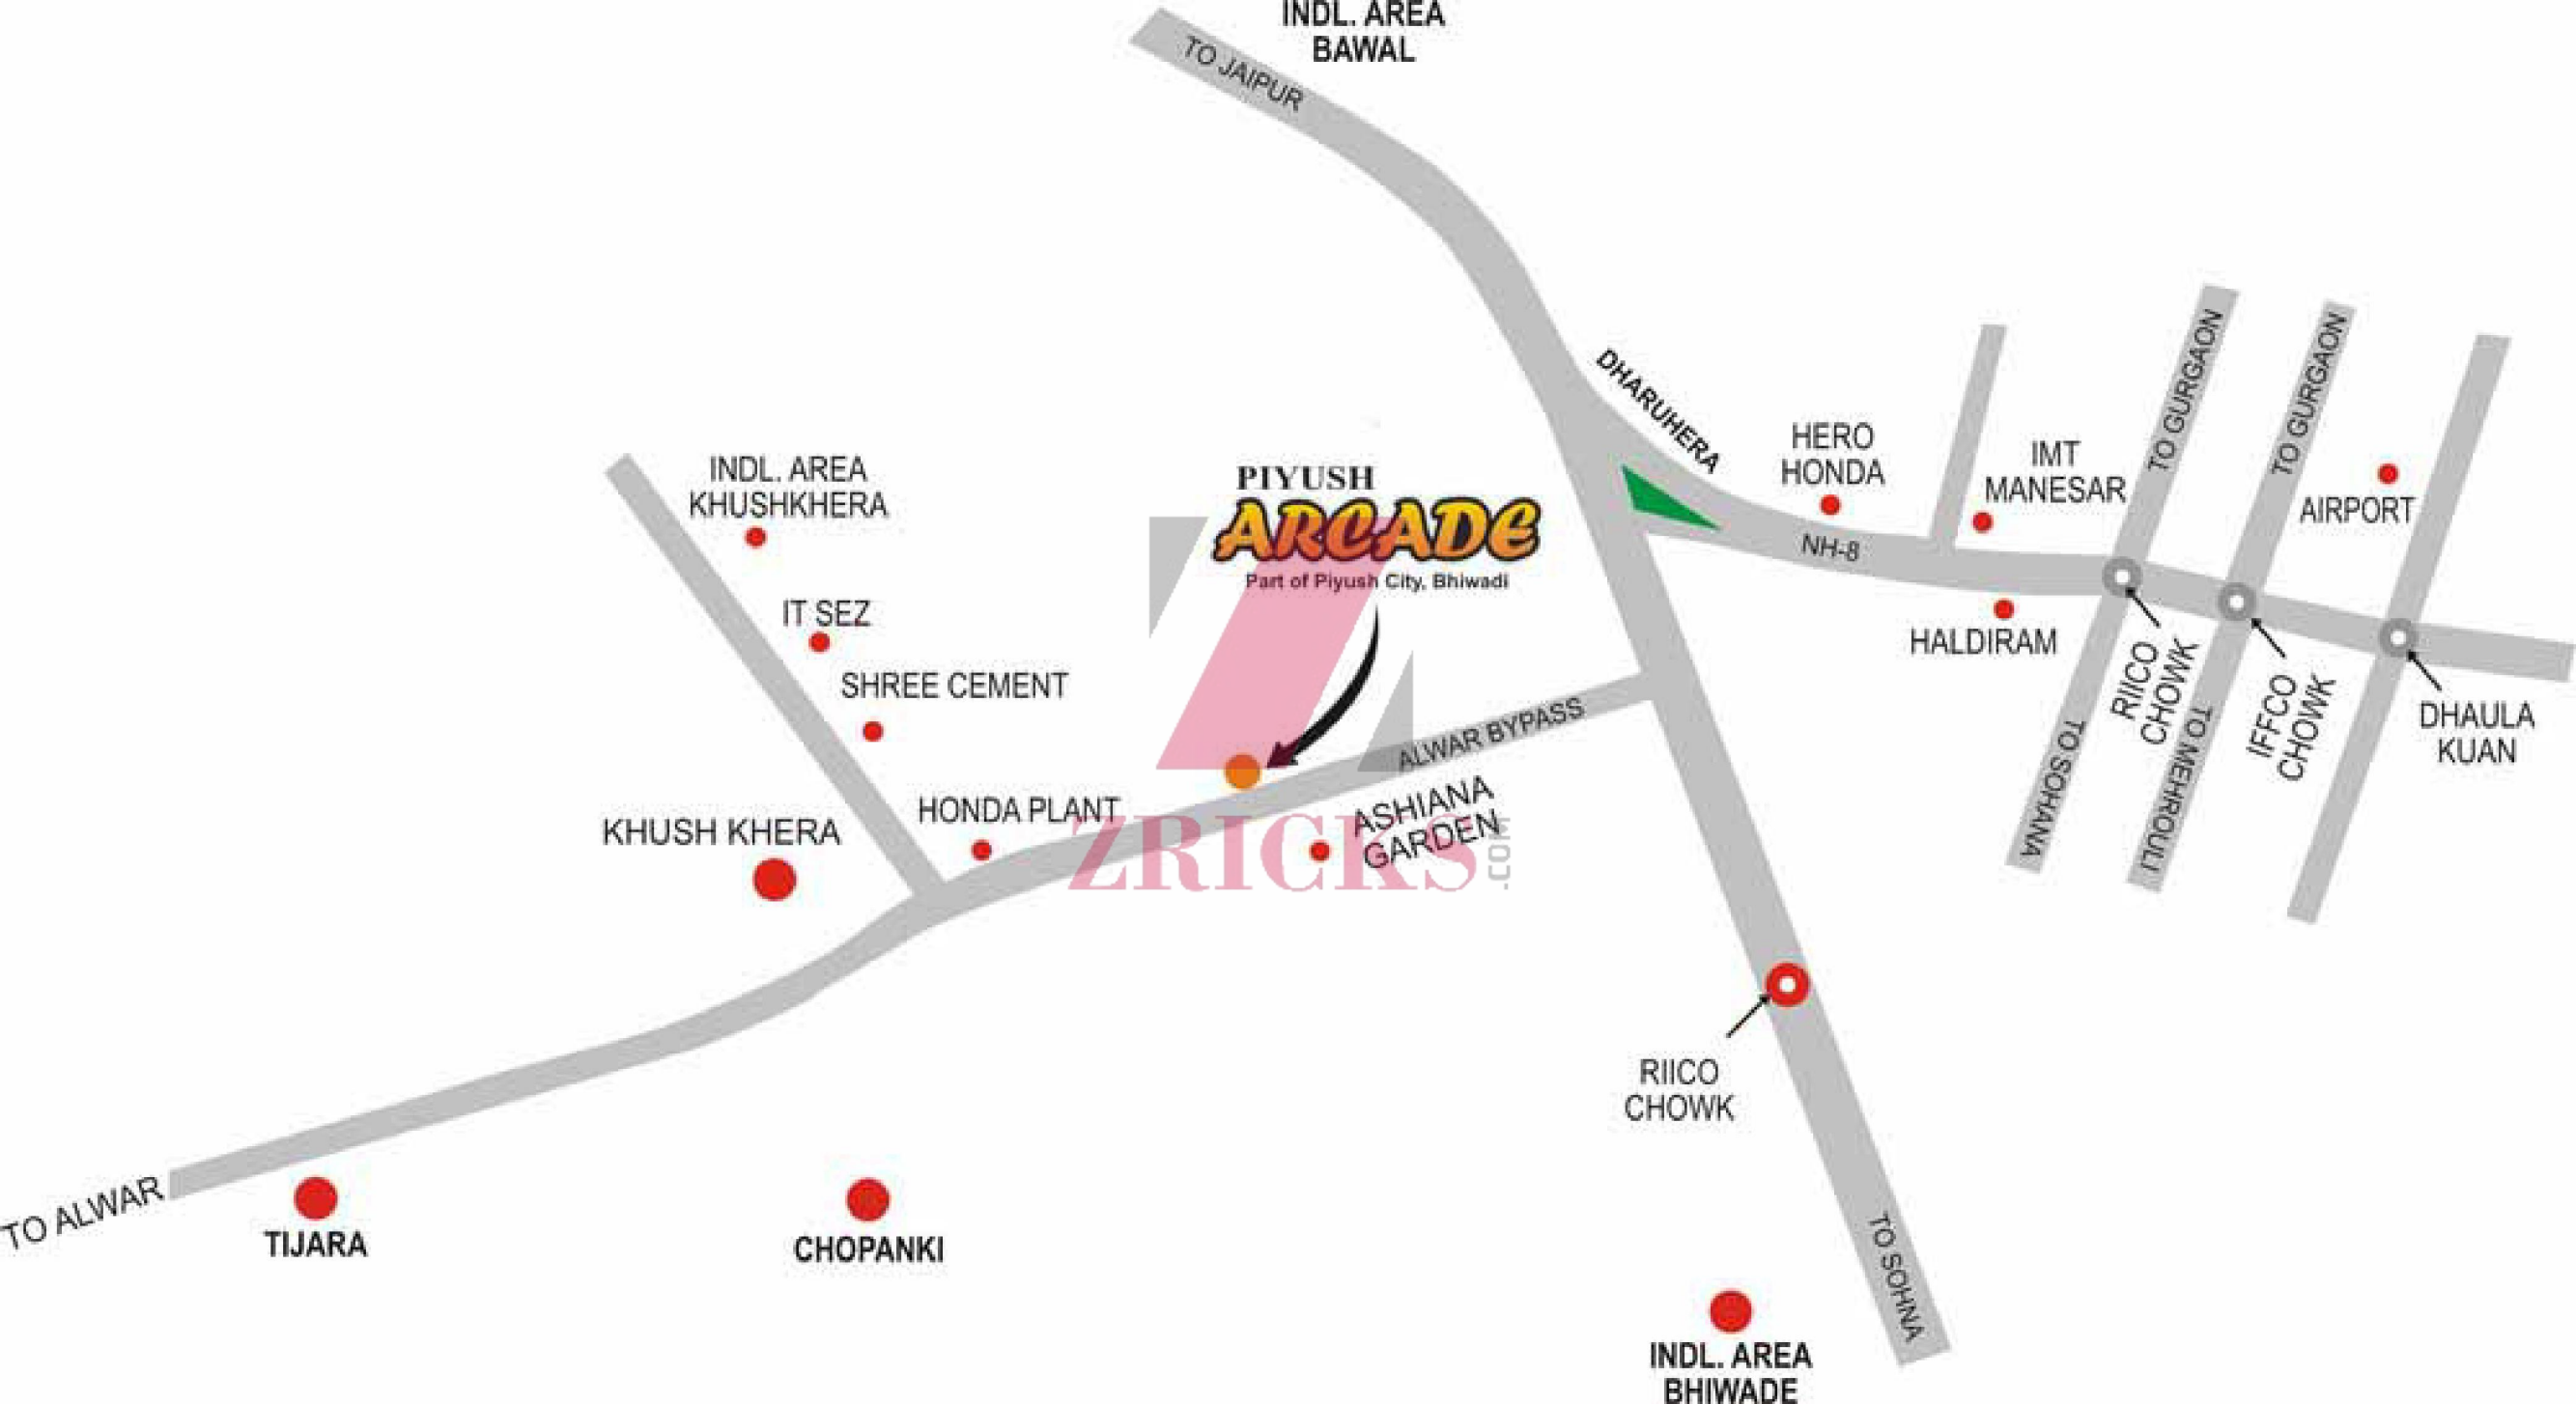 INDL. AREA
BAWAL
TO JAIPUR
DHARUHERA
HERO
HONDA
IMT
MANESAR
TO GURGAON
TO GURGAON
AIRPORT
NH-8
HALDIRAM
RIICO
CHOWK
IFFCO
CHOWK
DHAULA
KUAN
TO SOHANA
TO MEHROULI
INDL. AREA
KHUSHKHERA
IT SEZ
SHREE CEMENT
PIYUSH
ARCADE
Part of Piyush City, Bhiwadi
ALWAR BYPASS
HONDA PLANT
KHUSH KHERA
ASHIANA
GARDEN
ZRICKS.COM
RIICO
CHOWK
TO ALWAR
TIJARA
CHOPANKI
TO SOHNA
INDL. AREA
BHIWADE